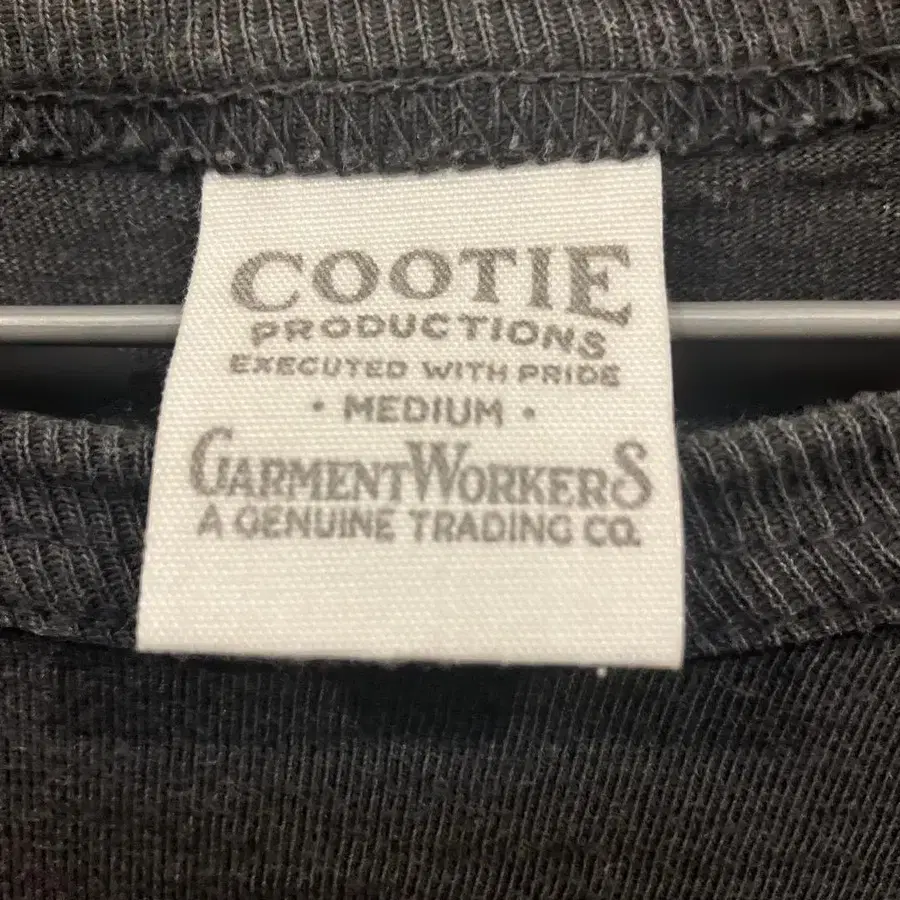 COOTIE
PRODUCTIONS
EXECUTED WITH PRIDE
· MEDIUM ·
GARMENTWORKERS
A GENUINE TRADING CO.